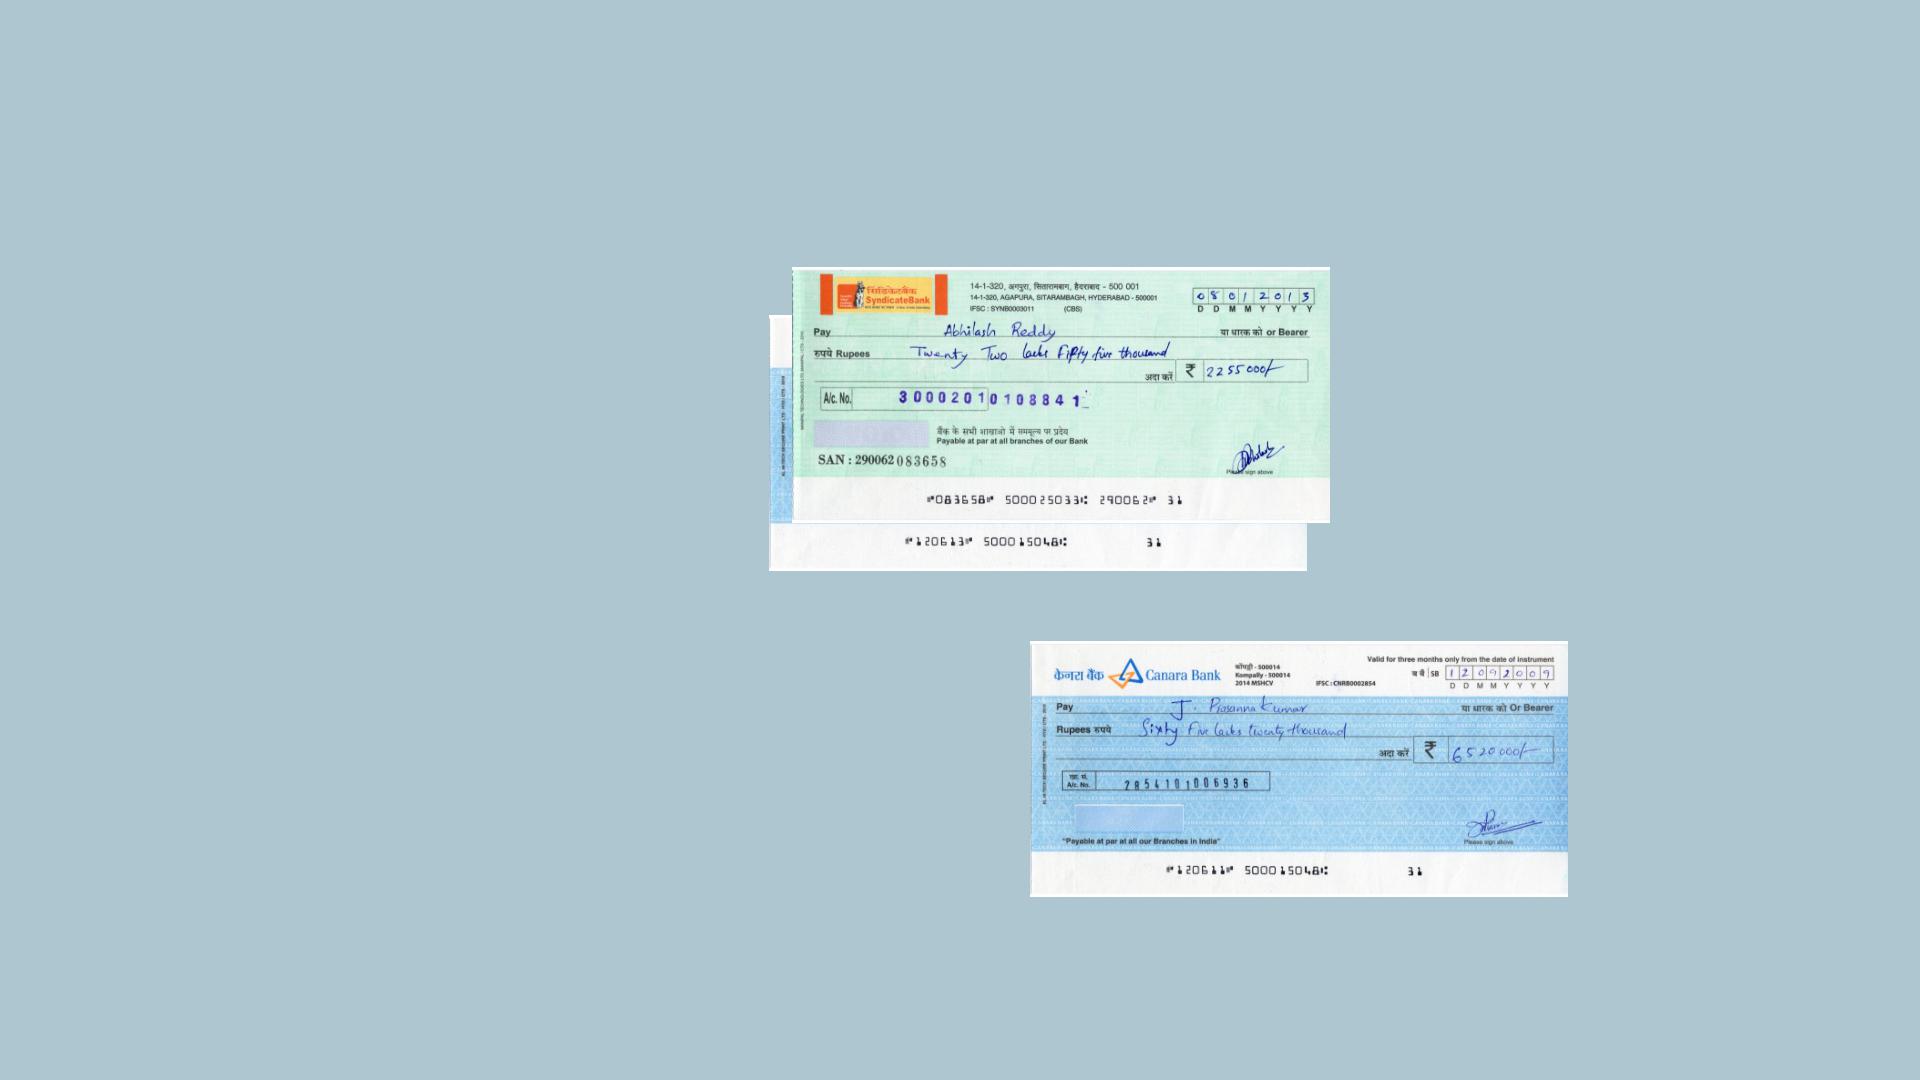 सिंडिकेटबैंक
SyndicateBank
14-1-320, अगपुरा, सितारामबाग, हैदराबाद - 500 001
14-1-320, AGAPURA, SITARAMBAGH, HYDERABAD - 500001
IFSC : SYNB0003011 (CBS)
0 8 0 1 2 0 1 3
D D M M Y Y Y Y
Pay Abhilash Reddy या धारक को or Bearer
रुपये Rupees Twenty Two lacks Fifty five thousand
अदा करें ₹ 2255000/-
A/c. No. 30002010108841
बैंक के सभी शाखाओं में सममूल्य पर प्रदेय
Payable at par at all branches of our Bank
SAN : 290062 083658
Please sign above
⑈083658⑈ 500025033⑆ 290062⑈ 31
⑈120613⑈ 500015048⑆ 31
Valid for three months only from the date of instrument
केनरा बैंक Canara Bank
कोंपल्ली - 500014
Kompally - 500014
2014 MSHCV IFSC : CNRB0002854
ब बी SB 1 2 0 9 2 0 0 9
D D M M Y Y Y Y
Pay J. Prasanna Kumar या धारक को Or Bearer
Rupees रुपये Sixty Five lacks twenty thousand
अदा करें ₹ 6520000/-
A/c. No. 2854101006936
"Payable at par at all our Branches in India"
Please sign above
⑈120611⑈ 500015048⑆ 31